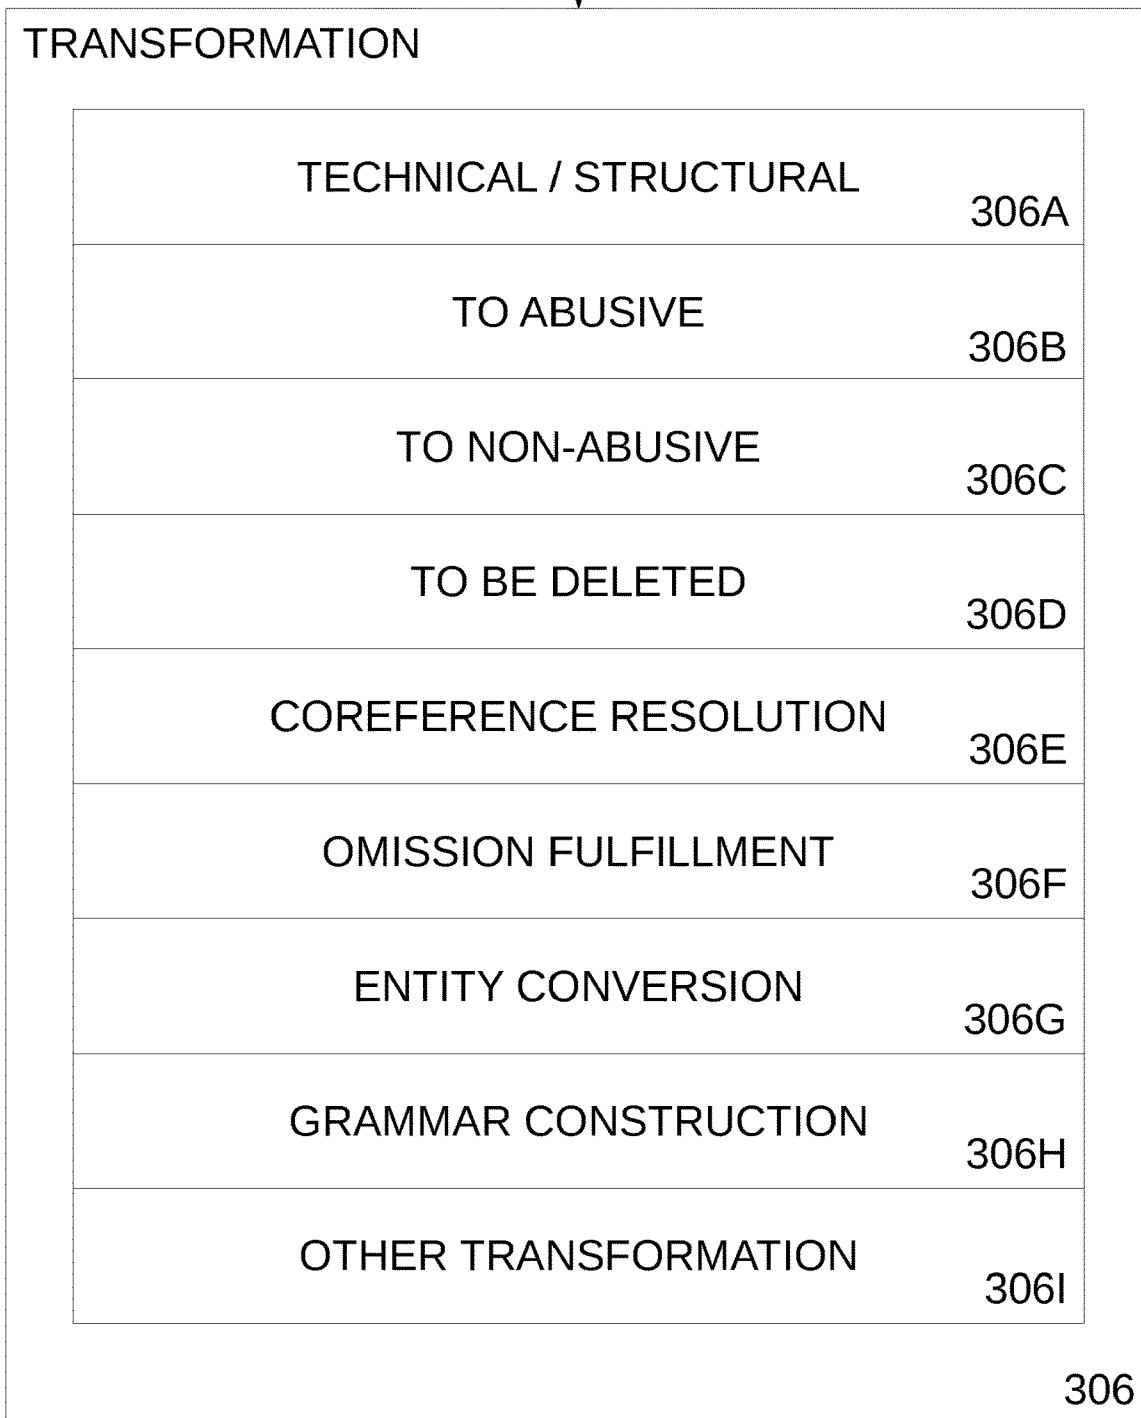 TRANSFORMATION
TECHNICAL / STRUCTURAL
306A
TO ABUSIVE
306B
TO NON-ABUSIVE
306C
TO BE DELETED
306D
COREFERENCE RESOLUTION
306E
OMISSION FULFILLMENT
306F
ENTITY CONVERSION
306G
GRAMMAR CONSTRUCTION
306H
OTHER TRANSFORMATION
306I
306